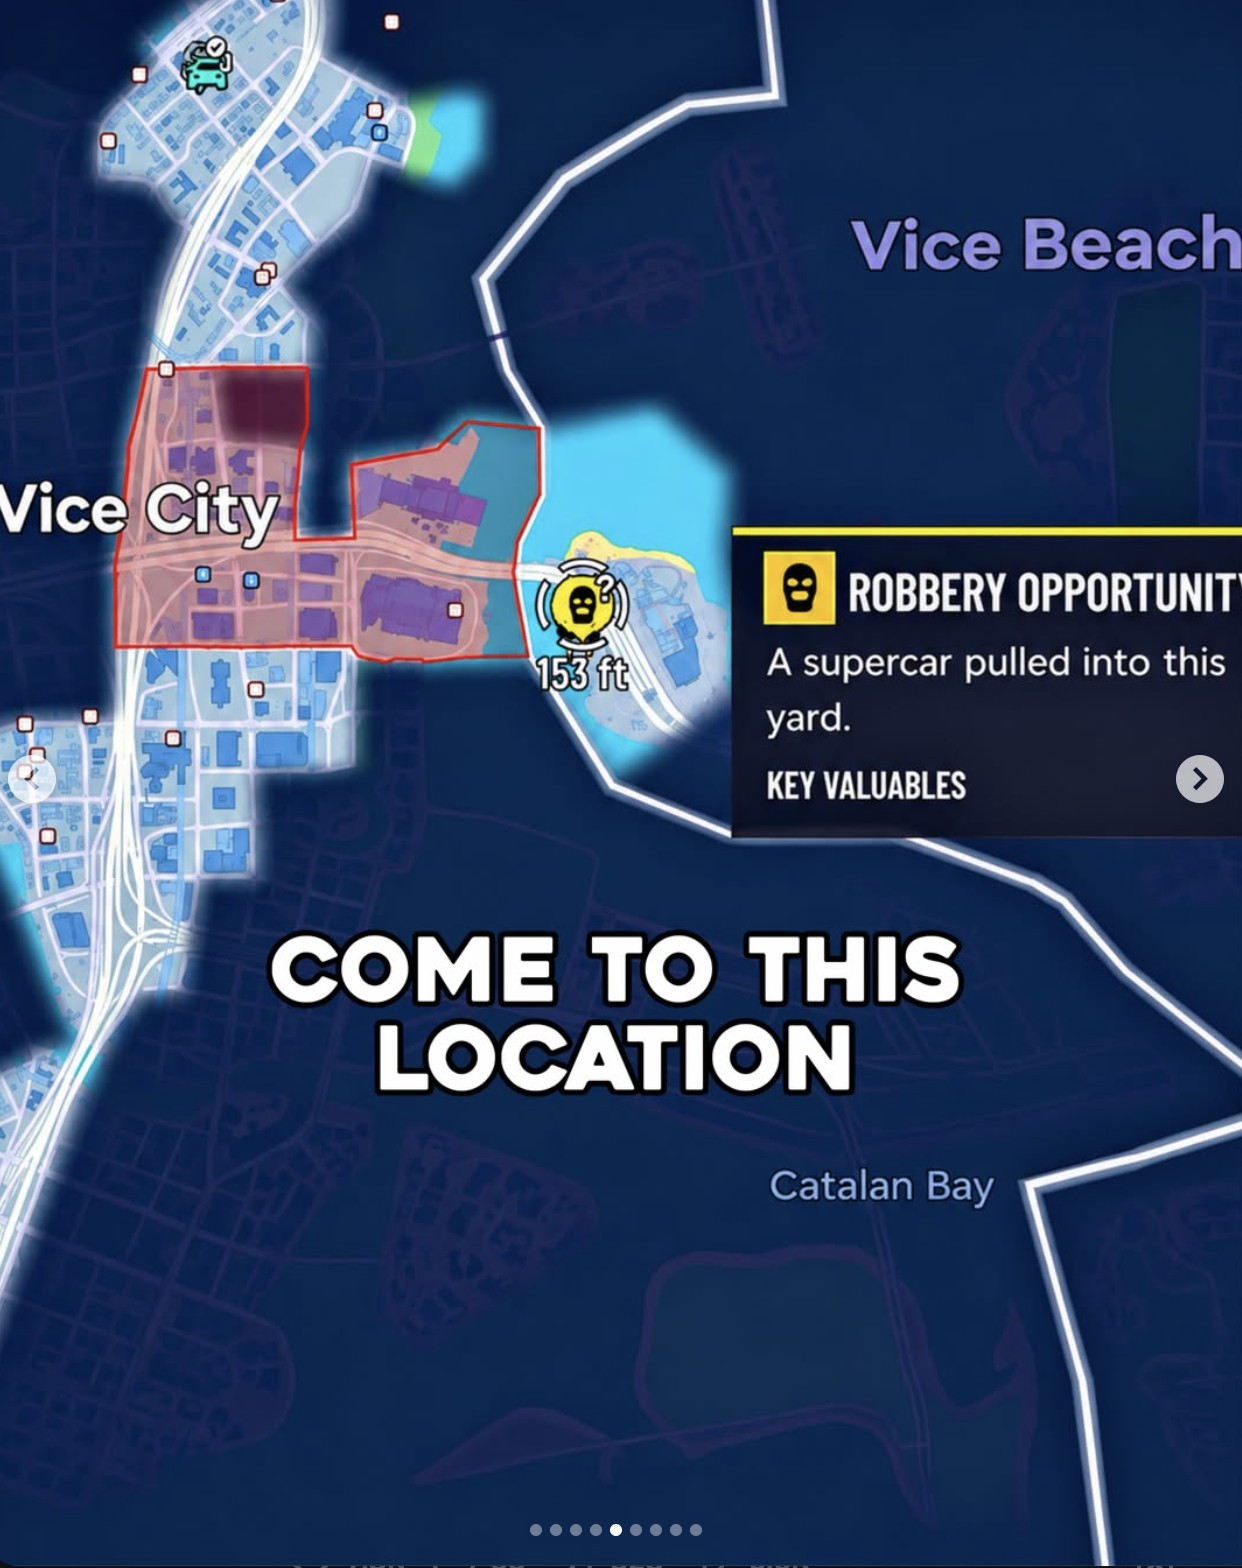 Vice Beach
Vice City
ROBBERY OPPORTUNITY
A supercar pulled into this
yard.
KEY VALUABLES
?
153 ft
COME TO THIS
LOCATION
Catalan Bay